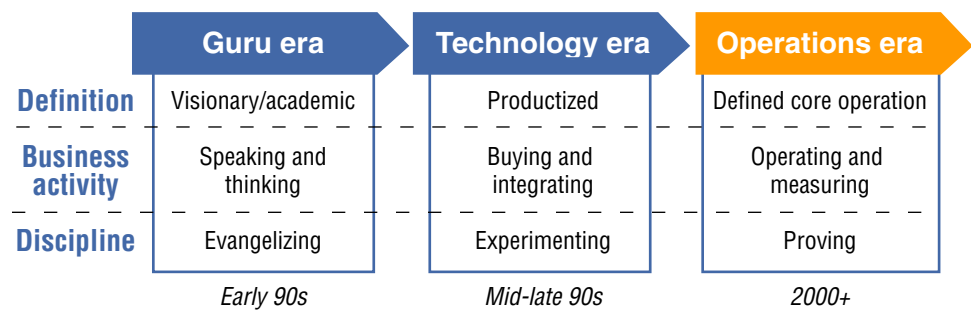 Guru era
Technology era
Operations era
Definition
Visionary/academic
Productized
Defined core operation
Business
activity
Speaking and
thinking
Buying and
integrating
Operating and
measuring
Discipline
Evangelizing
Experimenting
Proving
Early 90s
Mid-late 90s
2000+